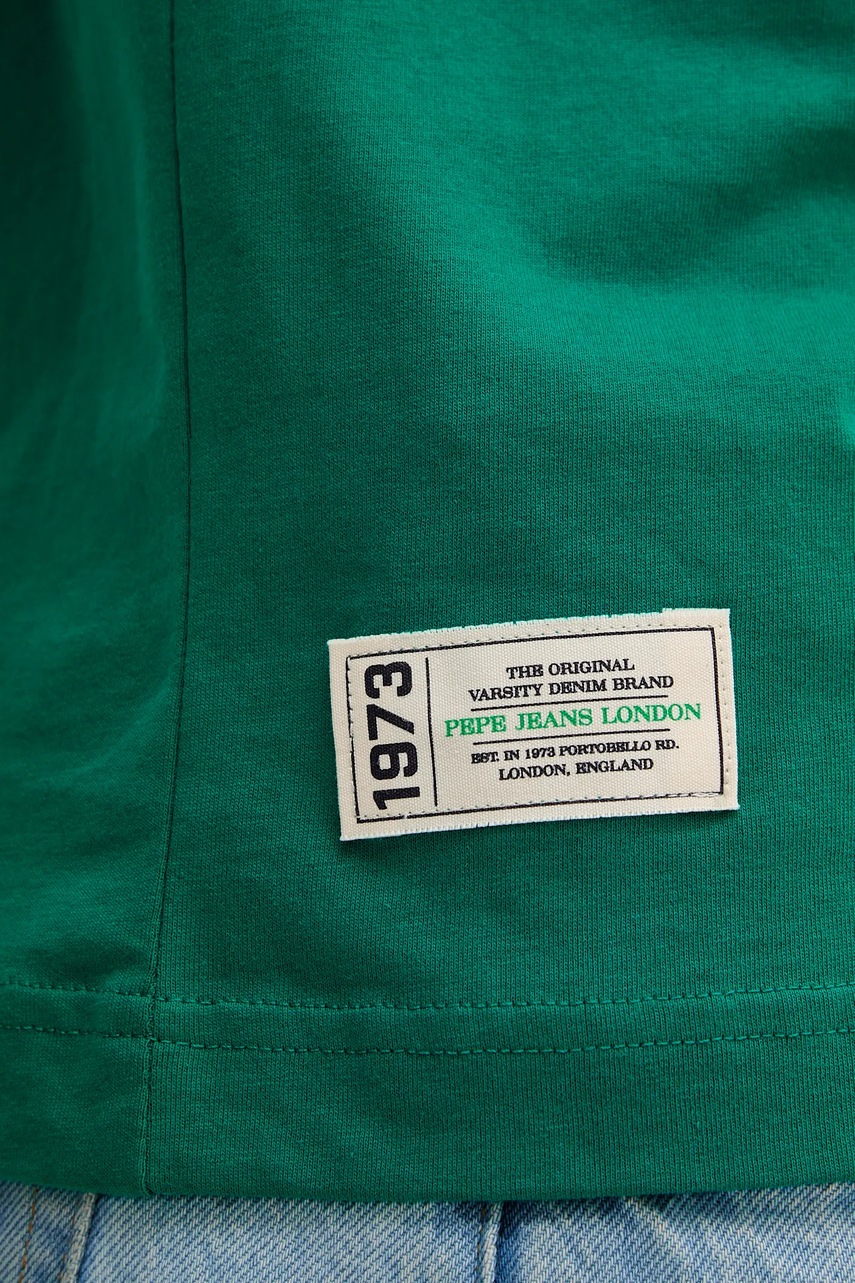 1973
THE ORIGINAL
VARSITY DENIM BRAND
PEPE JEANS LONDON
EST. IN 1973 PORTOBELLO RD.
LONDON, ENGLAND